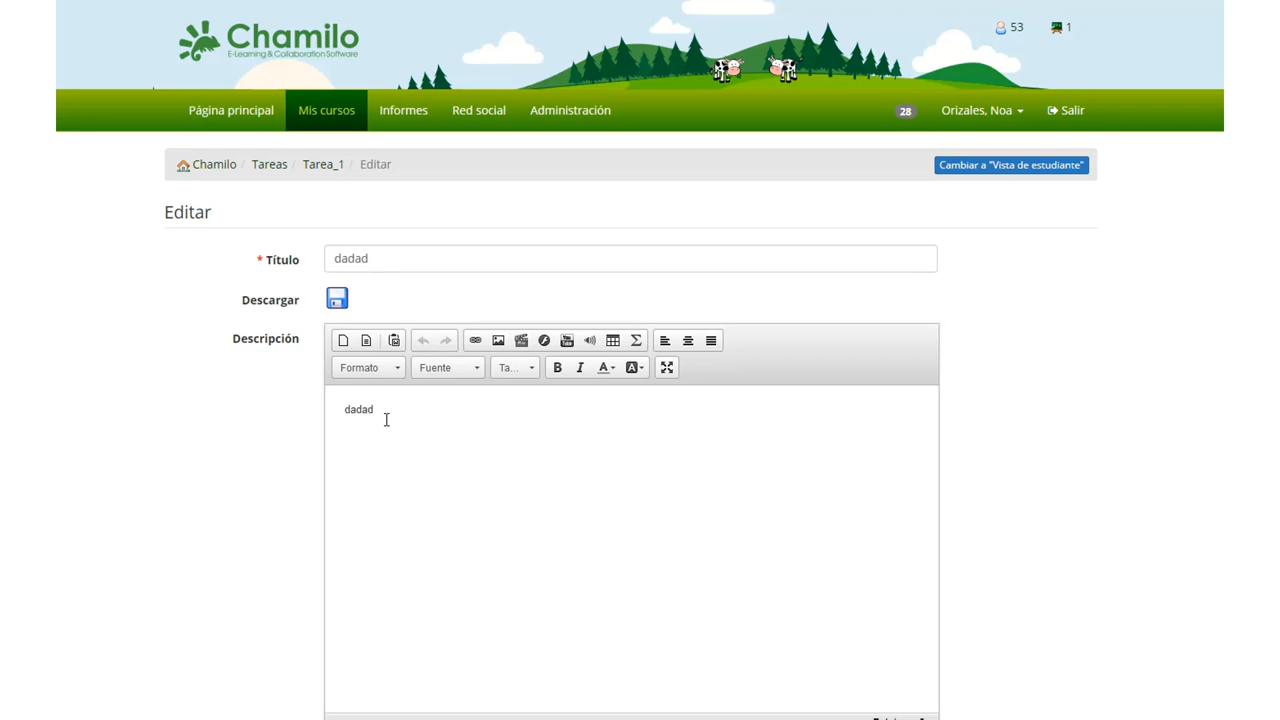 Chamilo
E-Learning & Collaboration Software
53 1
Página principal Mis cursos Informes Red social Administración 28 Orizales, Noa Salir
Chamilo / Tareas / Tarea_1 / Editar Cambiar a "Vista de estudiante"
Editar
* Título dadad
Descargar
Descripción
Formato Fuente Ta... B I A A
dadad